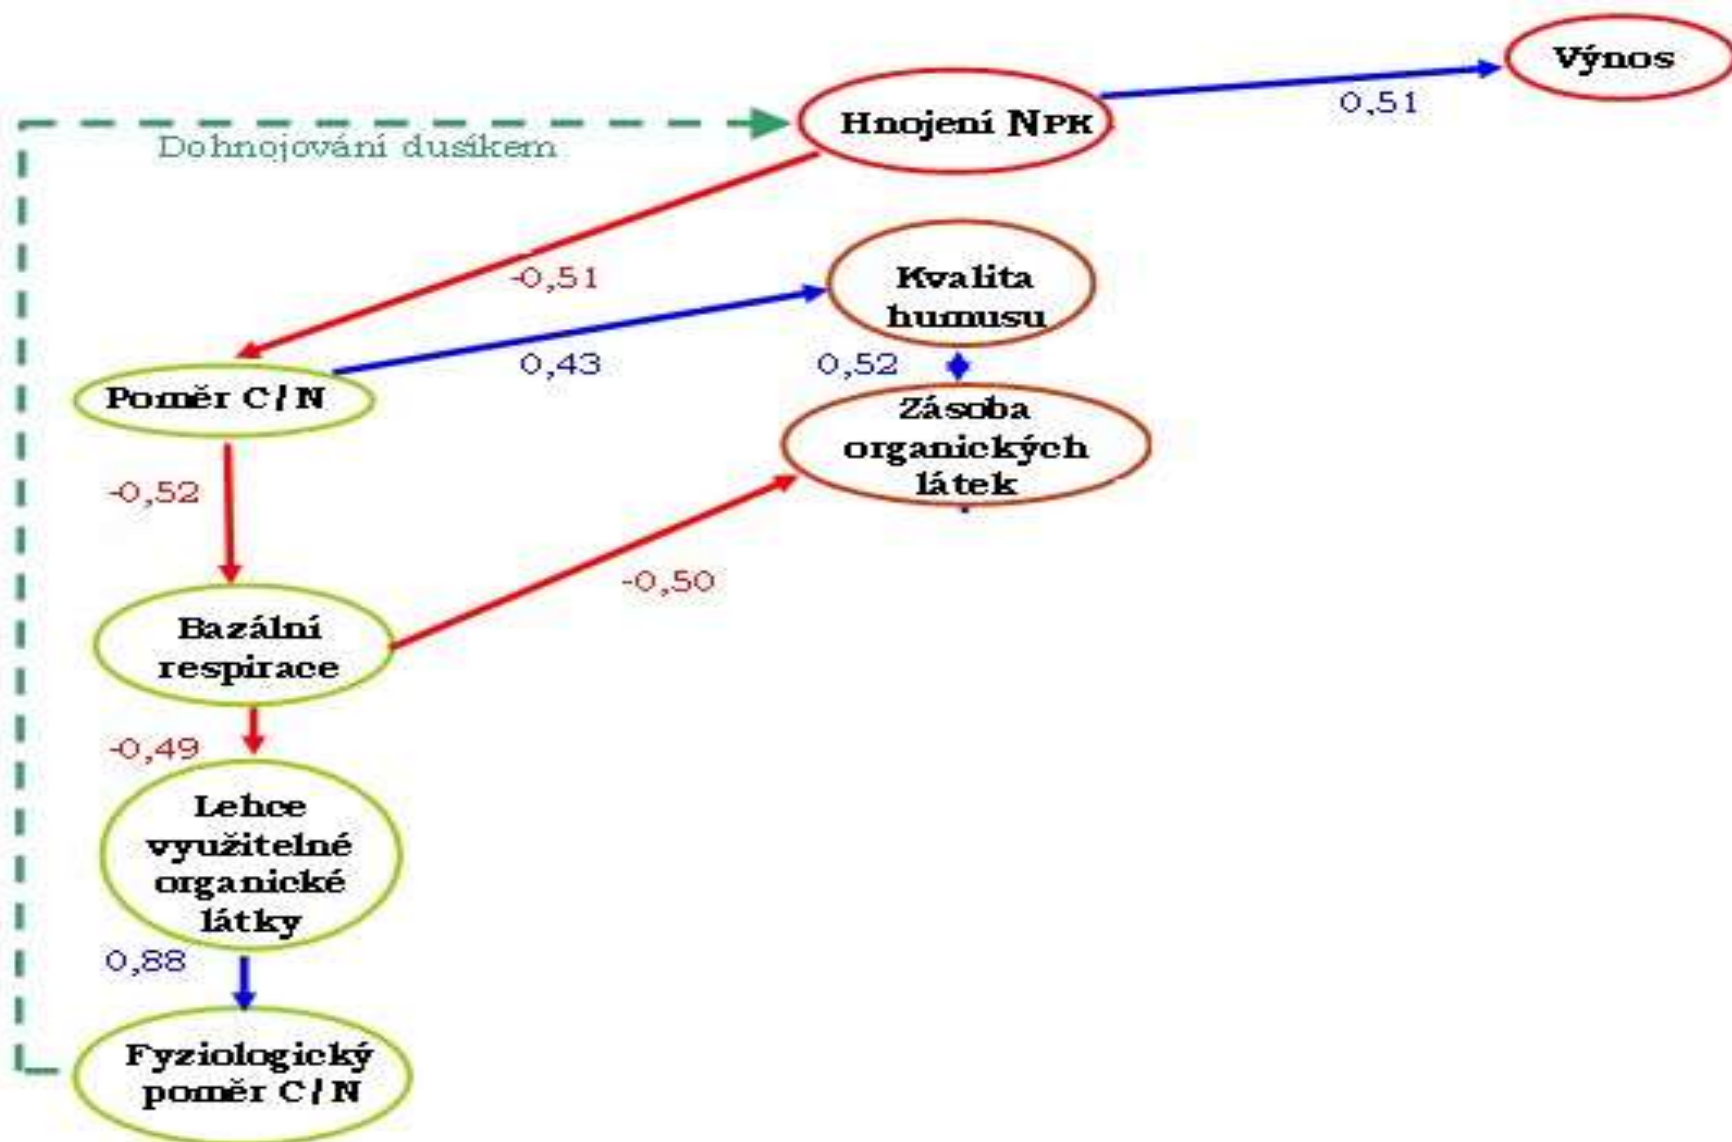 Výnos
0,51
Hnojení NPK
Dohnojování dusíkem
-0,51
Kvalita
humusu
0,43
0,52
Poměr C/N
Zásoba
organických
látek
-0,52
-0,50
Bazální
respirace
-0,49
Lehce
využitelné
organické
látky
0,88
Fyziologický
poměr C/N